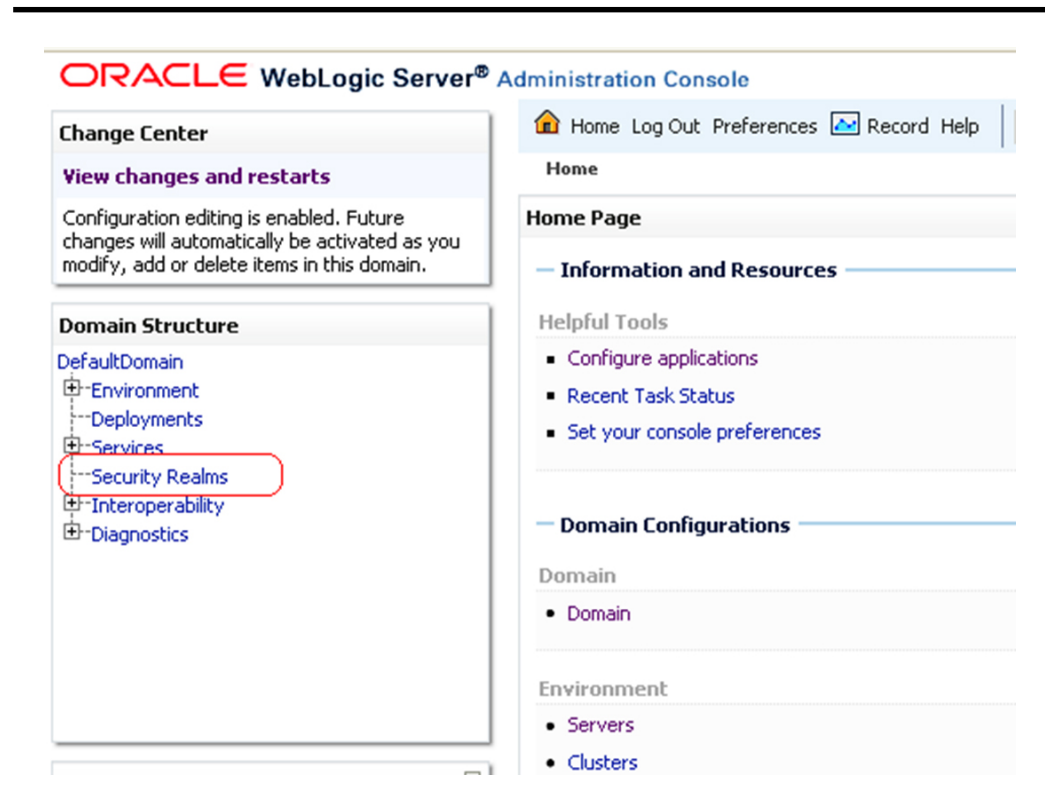 ORACLE WebLogic Server® Administration Console
Change Center
View changes and restarts
Configuration editing is enabled. Future
changes will automatically be activated as you
modify, add or delete items in this domain.
Domain Structure
DefaultDomain
Environment
Deployments
Services
Security Realms
Interoperability
Diagnostics
Home Log Out Preferences Record Help
Home
Home Page
Information and Resources
Helpful Tools
Configure applications
Recent Task Status
Set your console preferences
Domain Configurations
Domain
Domain
Environment
Servers
Clusters